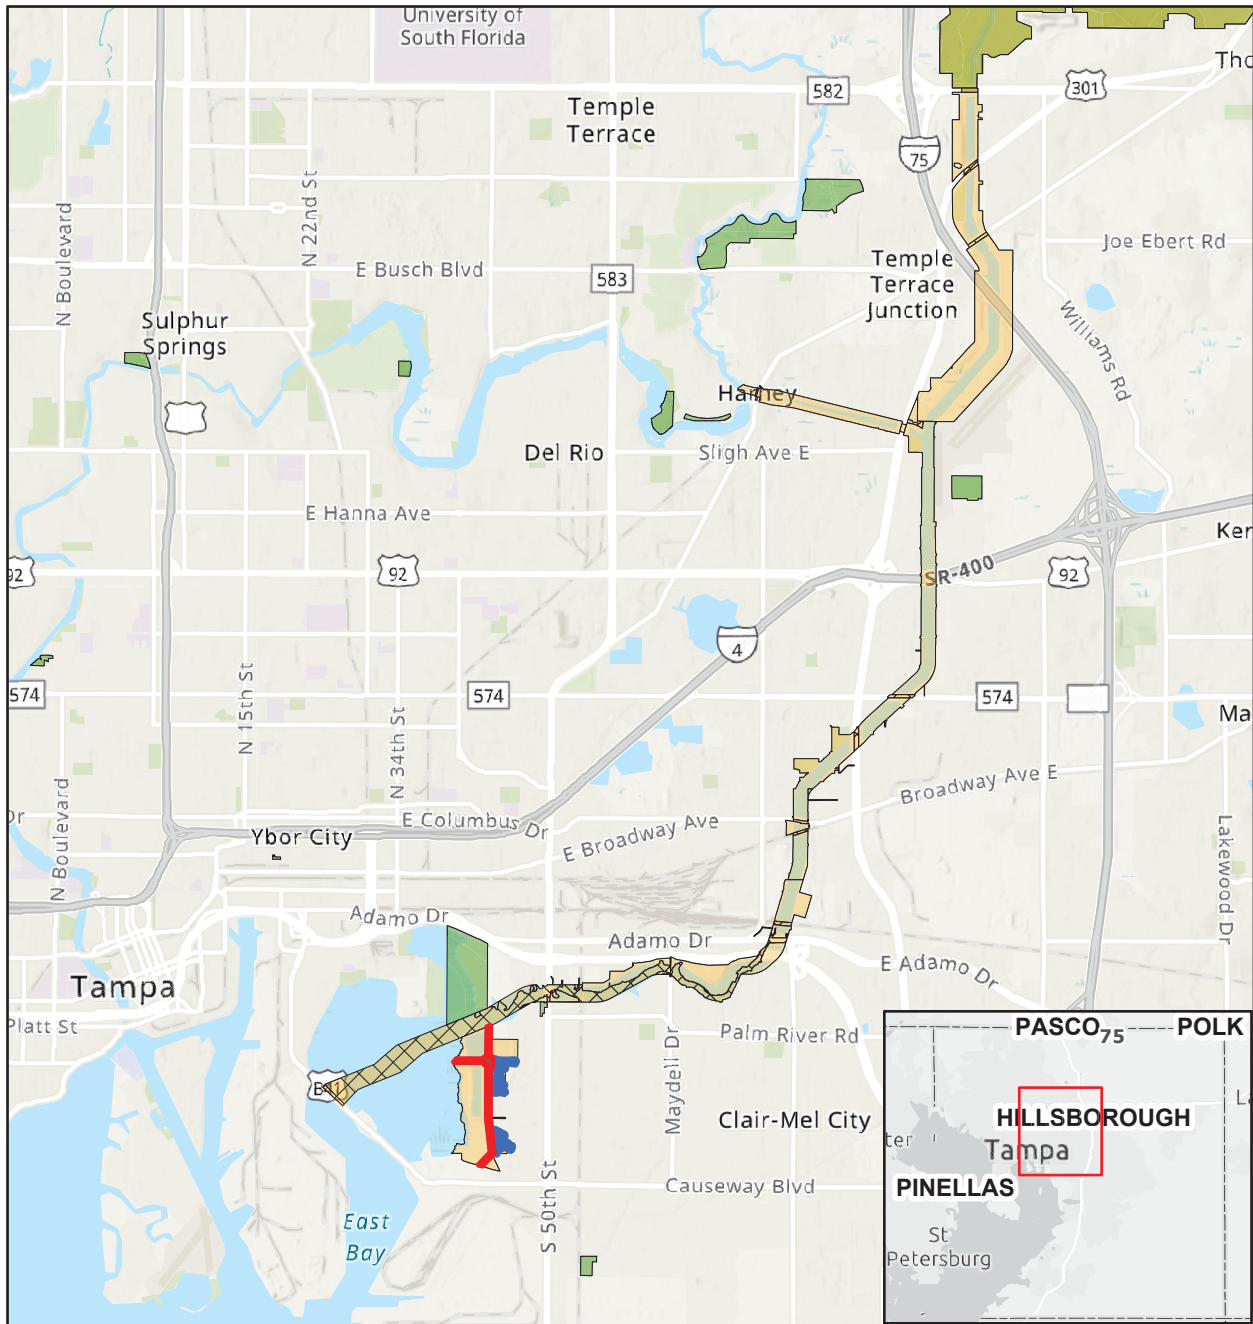 University of
South Florida
Tho
582
301
Temple
Terrace
75
N 22nd St
N Boulevard
Joe Ebert Rd
E Busch Blvd
583
Temple
Terrace
Junction
Williams Rd
Sulphur
Springs
Harney
Del Rio
Sligh Ave E
E Hanna Ave
Ker
92
92
SR-400
92
4
574
574
574
N 15th St
N 34th St
Ma
Broadway Ave E
Dr
N Boulevard
E Columbus Dr
Ybor City
E Broadway Ave
Lakewood Dr
Adamo Dr
Adamo Dr
E Adamo Dr
Tampa
Platt St
Palm River Rd
Maydell Dr
Clair-Mel City
S 50th St
Causeway Blvd
East
Bay
PASCO
75
POLK
HILLSBOROUGH
Tampa
PINELLAS
St
Petersburg
ter